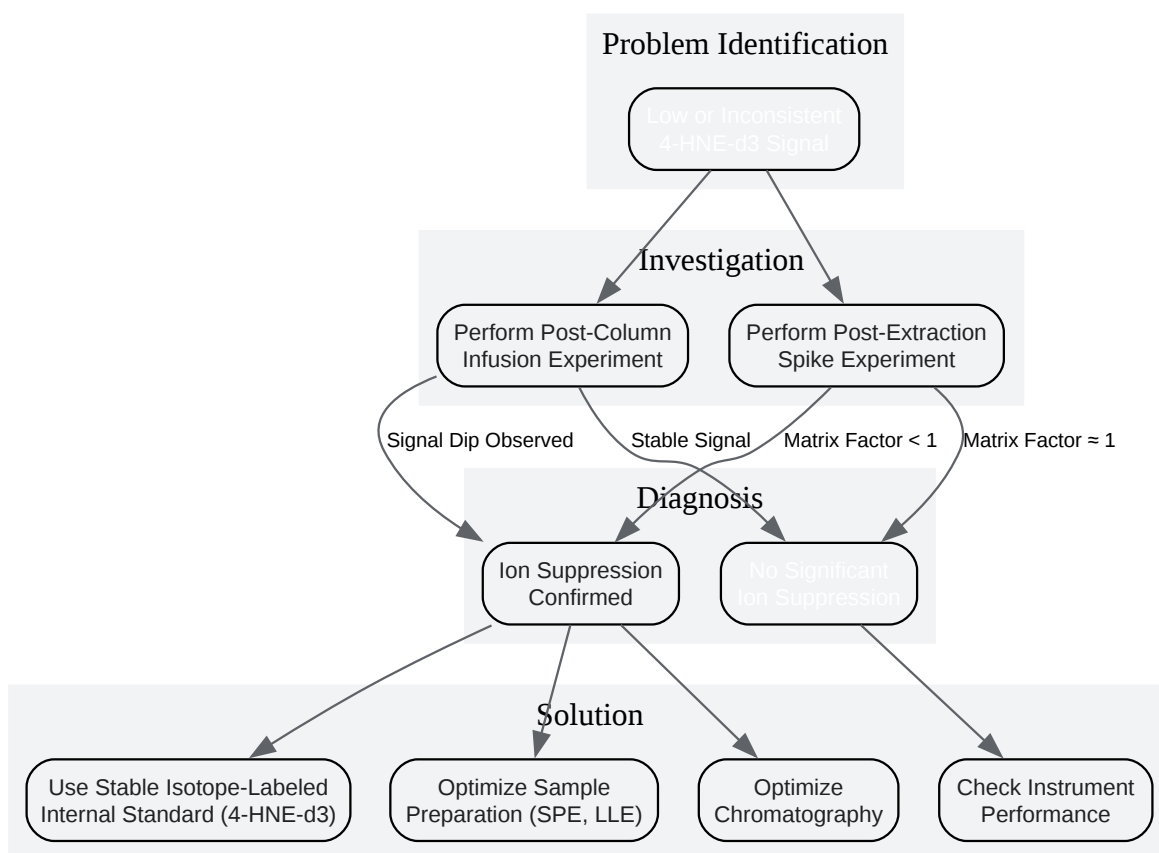 Problem Identification
Low or Inconsistent
4-HNE-d3 Signal
Investigation
Perform Post-Column
Infusion Experiment
Perform Post-Extraction
Spike Experiment
Signal Dip Observed
Stable Signal
Matrix Factor < 1
Matrix Factor ≈ 1
Diagnosis
Ion Suppression
Confirmed
No Significant
Ion Suppression
Solution
Use Stable Isotope-Labeled
Internal Standard (4-HNE-d3)
Optimize Sample
Preparation (SPE, LLE)
Optimize
Chromatography
Check Instrument
Performance